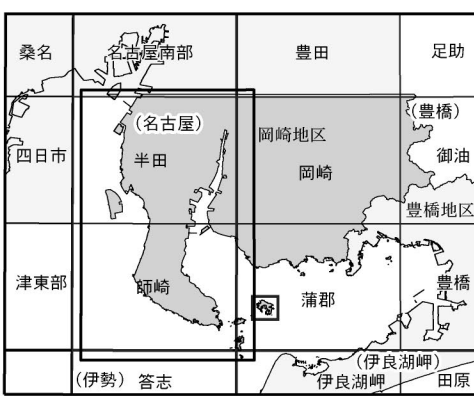 桑名
名古屋南部
豊田
足助
(名古屋)
(豊橋)
四日市
半田
岡崎地区
岡崎
御油
豊橋地区
津東部
師崎
蒲郡
豊橋
(伊勢) 答志
(伊良湖岬)
伊良湖岬
田原